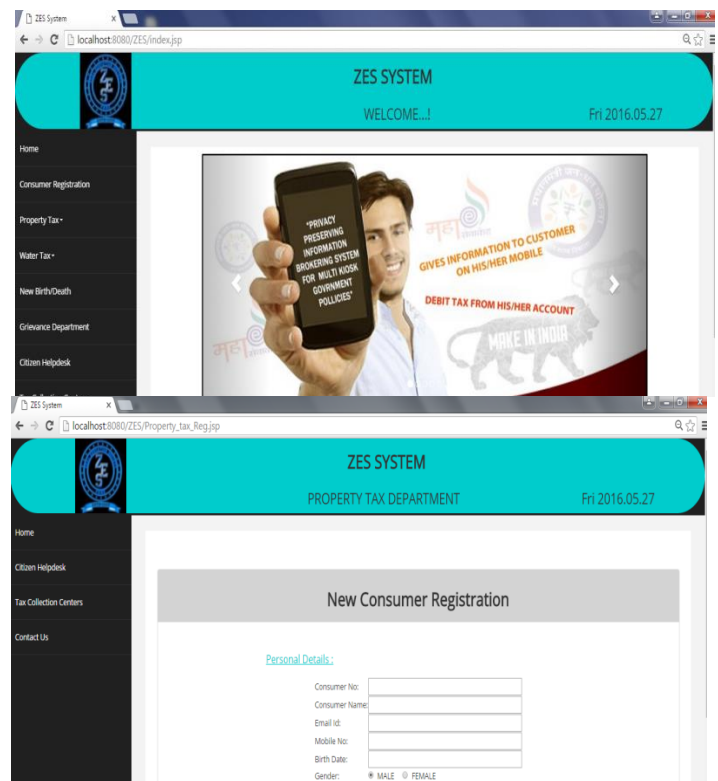 ZES System
localhost:8080/ZES/index.jsp
ZES
ZES SYSTEM
WELCOME...!
Fri 2016.05.27
Home
Consumer Registration
Property Tax
Water Tax
New Birth/Death
Grievance Department
Citizen Helpdesk
"PRIVACY
PRESERVING
INFORMATION
BROKERING SYSTEM
FOR MULTI KIOSK
GOVRNMENT
POLLICIES"
महा
GIVES INFORMATION TO CUSTOMER
ON HIS/HER MOBILE
DEBIT TAX FROM HIS/HER ACCOUNT
MAKE IN INDIA
ZES System
localhost:8080/ZES/Property_tax_Reg.jsp
ZES
ZES SYSTEM
PROPERTY TAX DEPARTMENT
Fri 2016.05.27
Home
Citizen Helpdesk
Tax Collection Centers
Contact Us
New Consumer Registration
Personal Details :
Consumer No:
Consumer Name:
Email Id:
Mobile No:
Birth Date:
Gender: MALE FEMALE